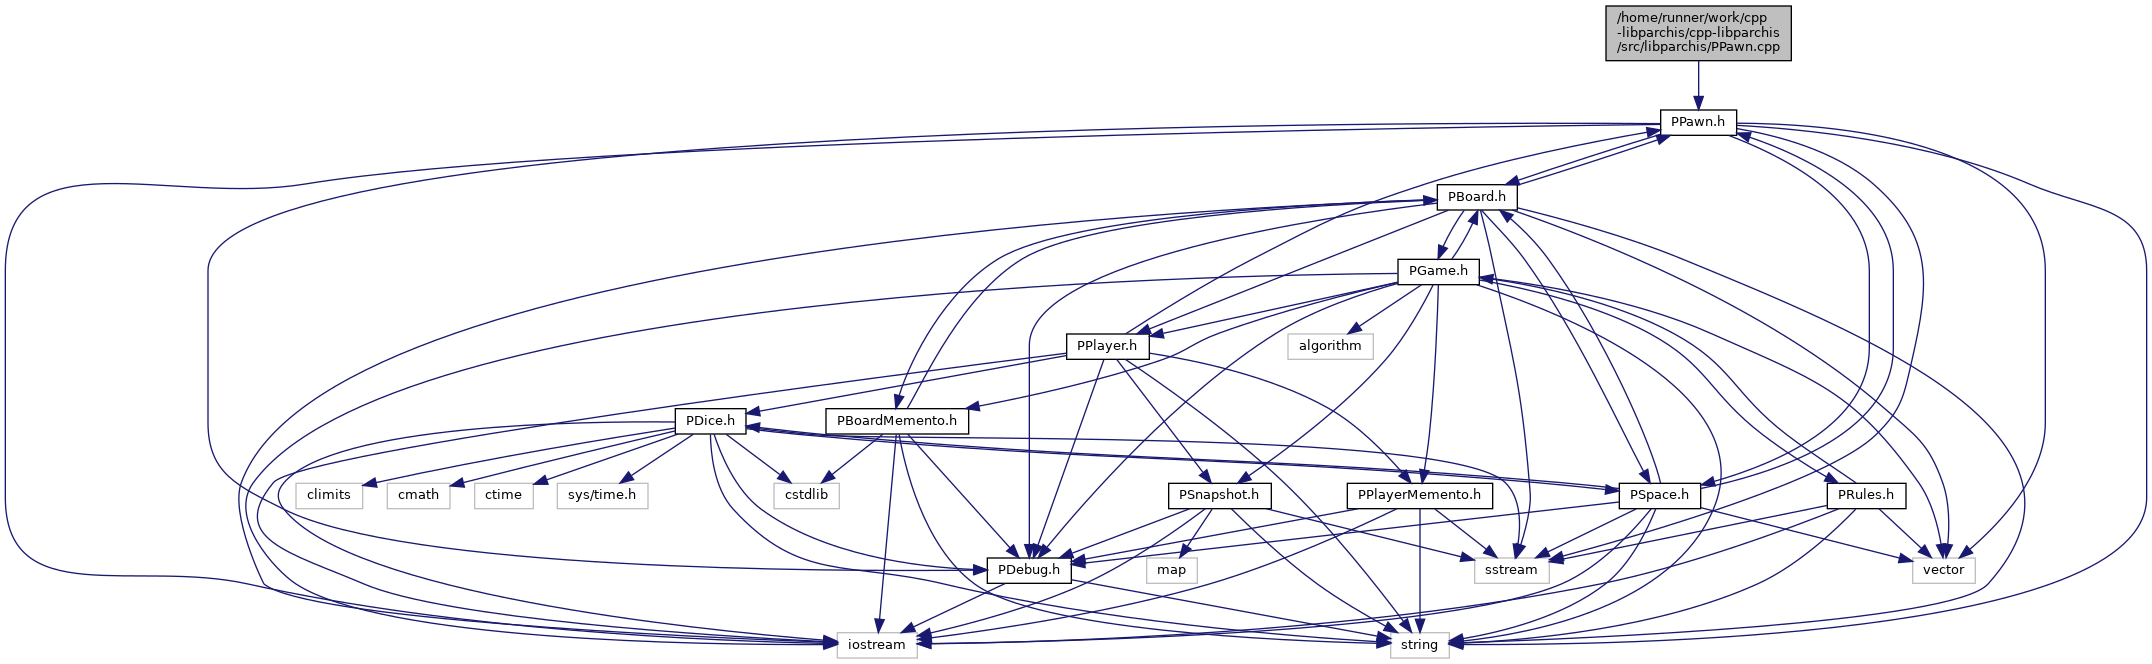 /home/runner/work/cpp
-libparchis/cpp-libparchis
/src/libparchis/PPawn.cpp
PPawn.h
PBoard.h
PGame.h
PPlayer.h
algorithm
PDice.h
PBoardMemento.h
climits
cmath
ctime
sys/time.h
cstdlib
PSnapshot.h
PPlayerMemento.h
PSpace.h
PRules.h
PDebug.h
map
sstream
vector
iostream
string